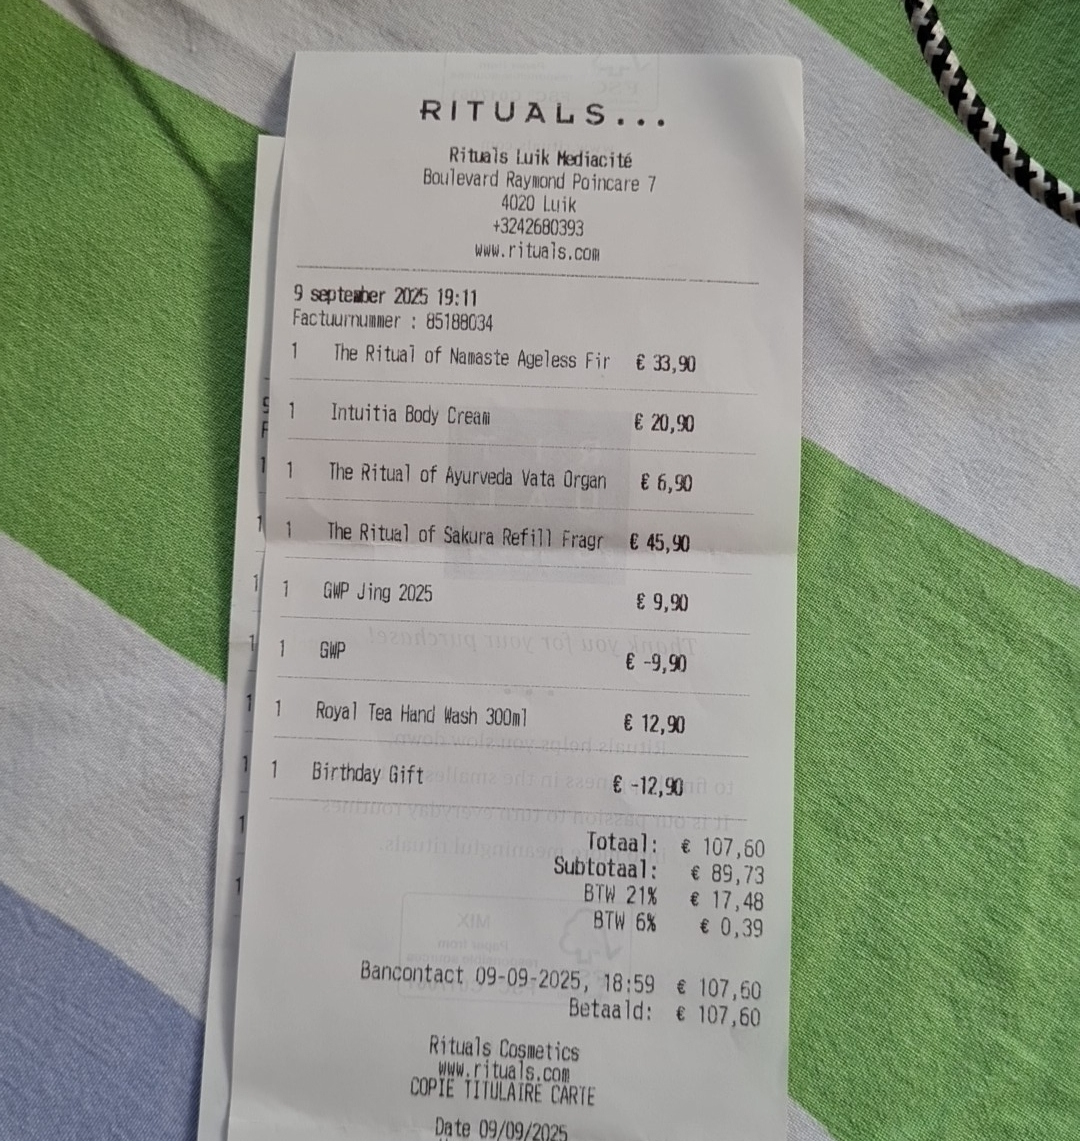 RITUALS...
Rituals Luik Mediacité
Boulevard Raymond Poincare 7
4020 Luik
+3242680393
www.rituals.com
9 september 2025 19:11
Factuurnummer : 85188034
1 The Ritual of Namaste Ageless Fir € 33,90
1 Intuitia Body Cream € 20,90
1 The Ritual of Ayurveda Vata Organ € 6,90
1 The Ritual of Sakura Refill Fragr € 45,90
1 GWP Jing 2025 € 9,90
1 GWP € -9,90
1 Royal Tea Hand Wash 300ml € 12,90
1 Birthday Gift € -12,90
Totaal: € 107,60
Subtotaal: € 89,73
BTW 21% € 17,48
BTW 6% € 0,39
Bancontact 09-09-2025, 18:59 € 107,60
Betaald: € 107,60
Rituals Cosmetics
www.rituals.com
COPIE TITULAIRE CARTE
Date 09/09/2025